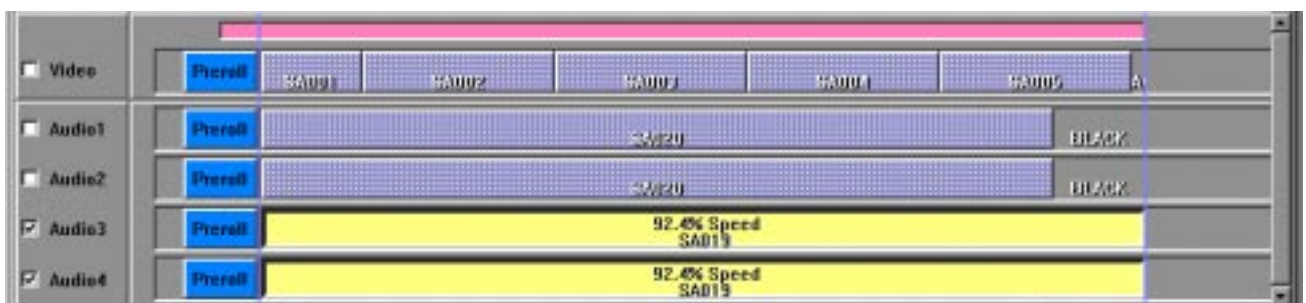 Video Preroll SA001 SA002 SA003 SA004 SA005 A
Audio1 Preroll SA020 BLACK
Audio2 Preroll SA020 BLACK
Audio3 Preroll 92.4% Speed
SA019
Audio4 Preroll 92.4% Speed
SA019